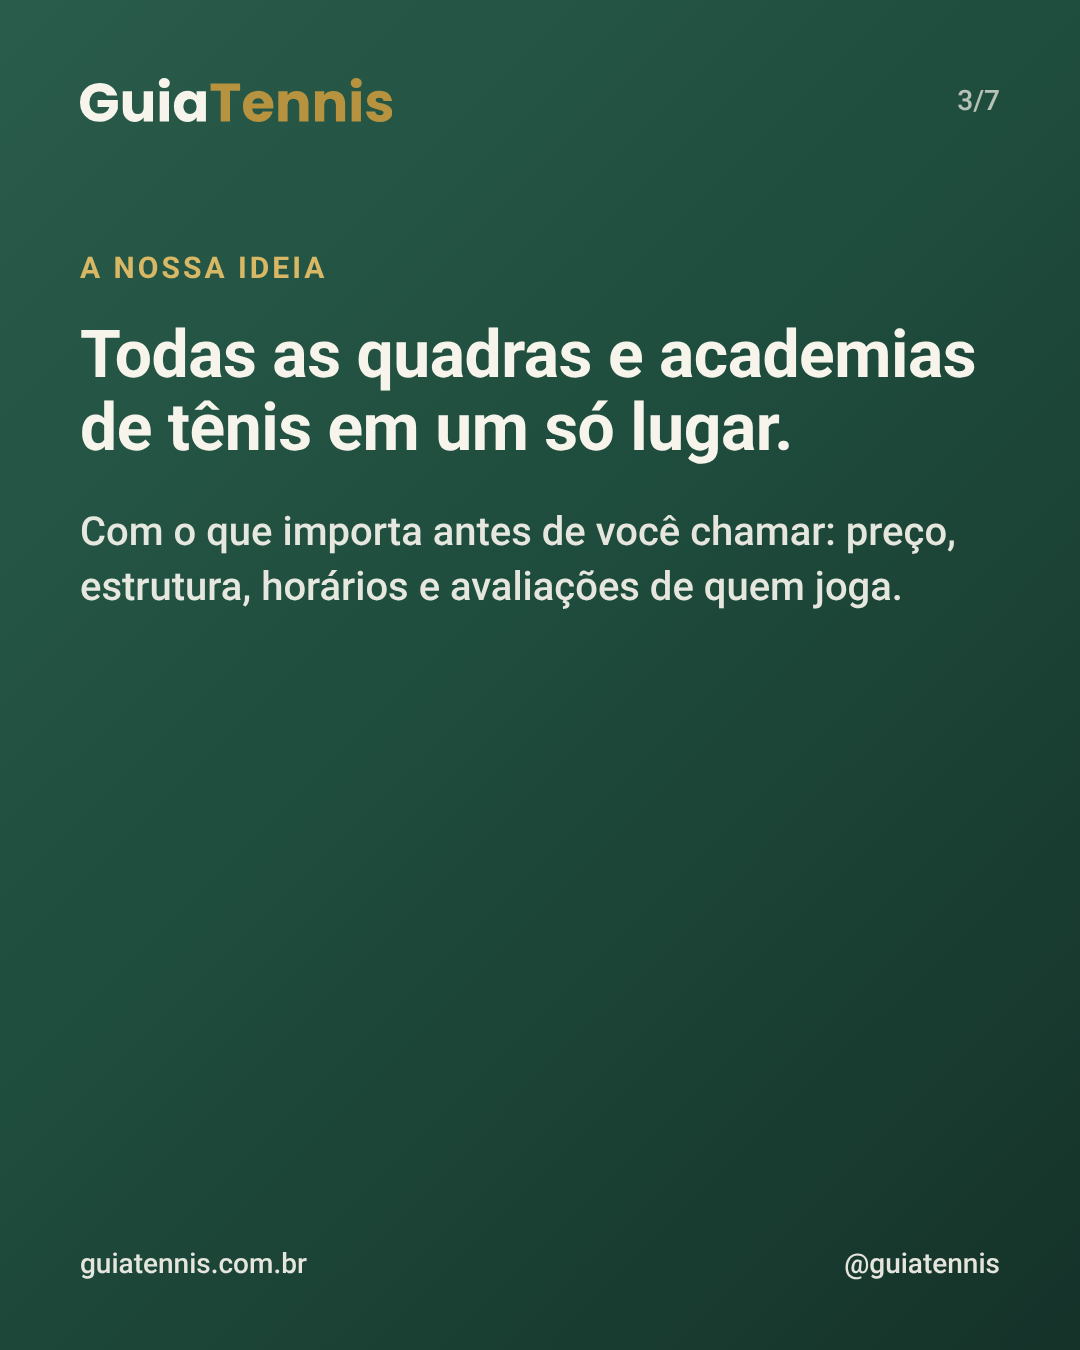 GuiaTennis
3/7
A NOSSA IDEIA
Todas as quadras e academias
de tênis em um só lugar.
Com o que importa antes de você chamar: preço,
estrutura, horários e avaliações de quem joga.
guiatennis.com.br
@guiatennis